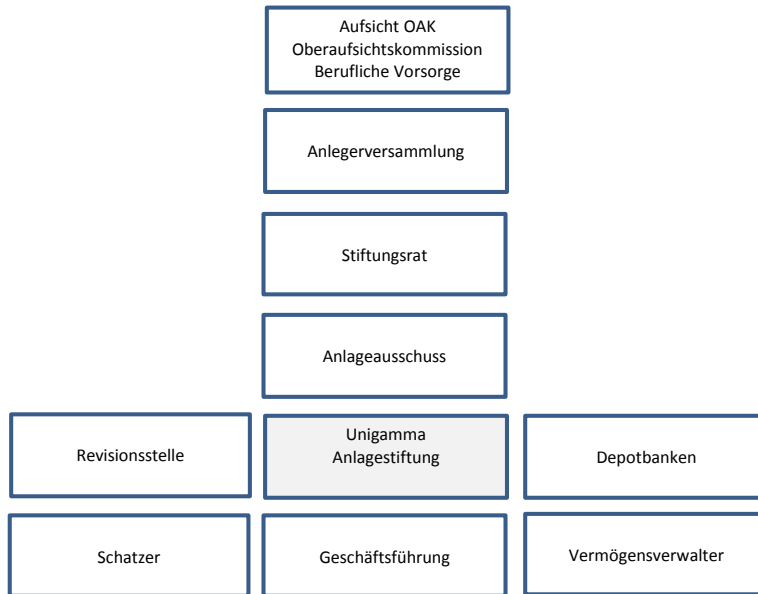 Aufsicht OAK
Oberaufsichtskommission
Berufliche Vorsorge
Anlegerversammlung
Stiftungsrat
Anlageausschuss
Revisionsstelle
Unigamma
Anlagestiftung
Depotbanken
Schatzer
Geschäftsführung
Vermögensverwalter